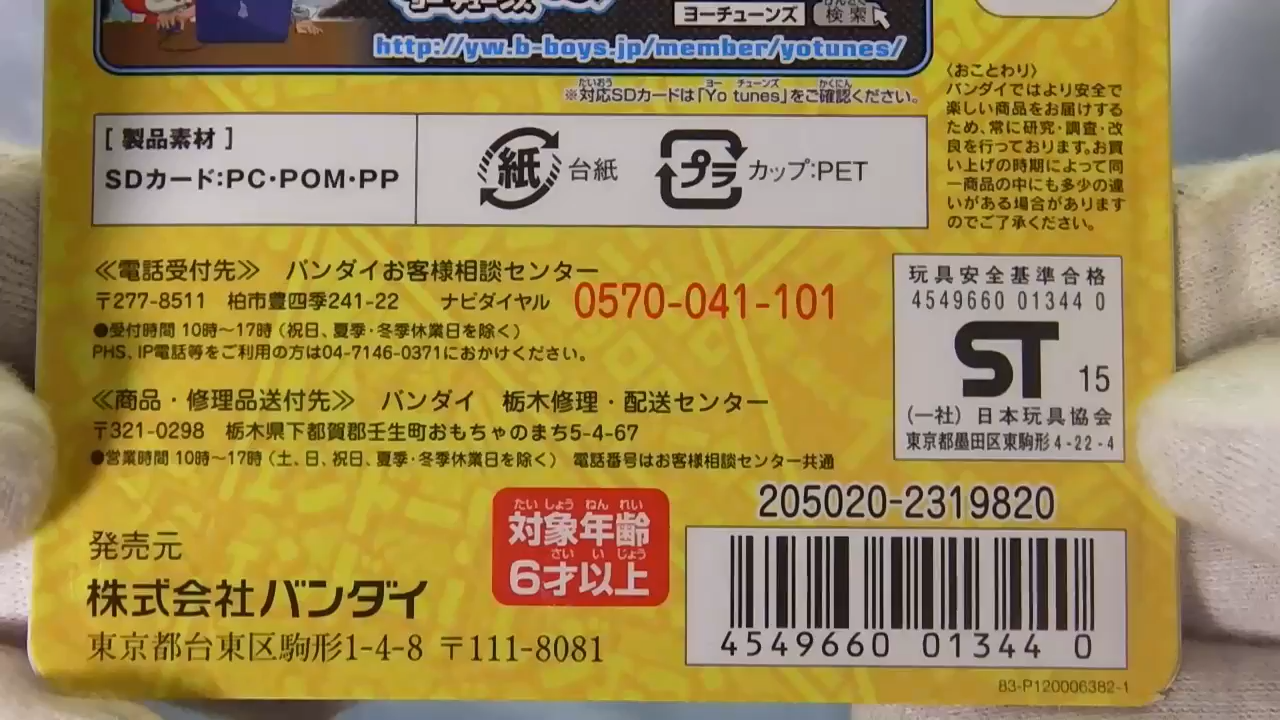 ヨーチューンズ
ヨーチューンズ 検索
http://yw.b-boys.jp/member/yotunes/
※対応SDカードは「Yo tunes」をご確認ください。
〈おことわり〉
バンダイではより安全で
楽しい商品をお届けする
ため、常に研究・調査・改
良を行っております。お買
い上げの時期によって同
一商品の中にも多少の違
いがある場合があります
のでご了承ください。
[ 製品素材 ]
SDカード:PC・POM・PP
紙 台紙
プラ カップ:PET
≪電話受付先≫ バンダイお客様相談センター
〒277-8511 柏市豊四季241-22 ナビダイヤル 0570-041-101
●受付時間 10時〜17時(祝日、夏季・冬季休業日を除く)
PHS、IP電話等をご利用の方は04-7146-0371におかけください。
≪商品・修理品送付先≫ バンダイ 栃木修理・配送センター
〒321-0298 栃木県下都賀郡壬生町おもちゃのまち5-4-67
●営業時間 10時〜17時(土、日、祝日、夏季・冬季休業日を除く) 電話番号はお客様相談センター共通
玩具安全基準合格
4549660 01344 0
ST 15
(一社) 日本玩具協会
東京都墨田区東駒形4-22-4
発売元
株式会社バンダイ
東京都台東区駒形1-4-8 〒111-8081
対象年齢
6才以上
205020-2319820
4549660 01344 0
83-P120006382-1